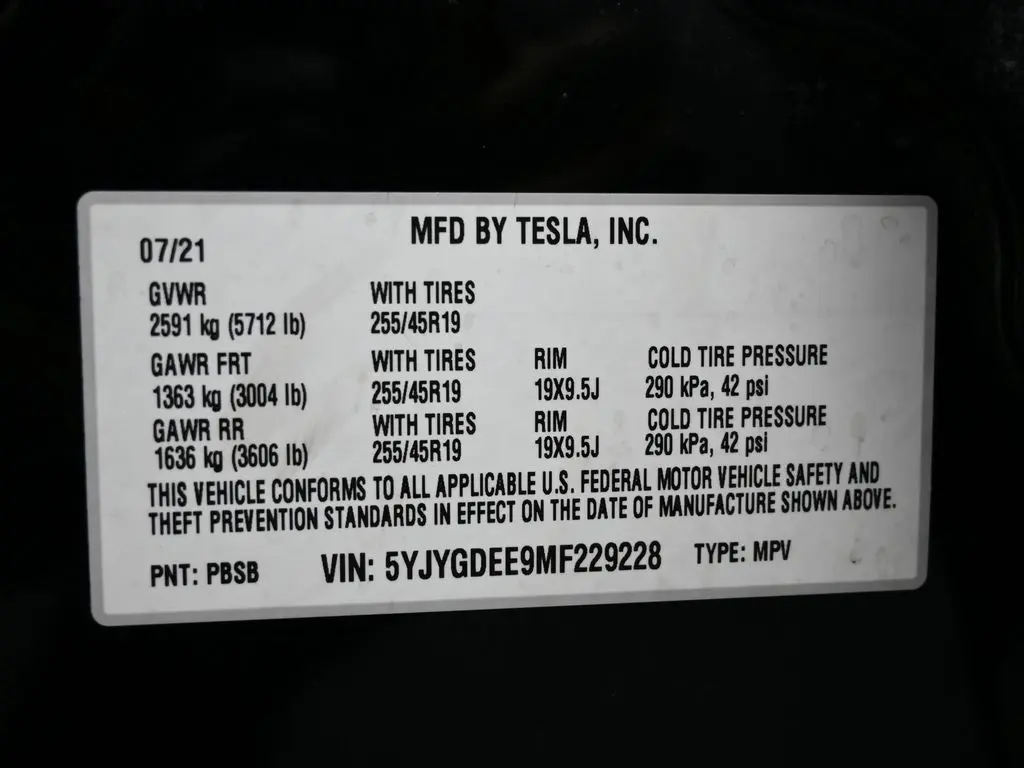 MFD BY TESLA, INC.
07/21
GVWR WITH TIRES
2591 kg (5712 lb) 255/45R19
GAWR FRT WITH TIRES RIM COLD TIRE PRESSURE
1363 kg (3004 lb) 255/45R19 19X9.5J 290 kPa, 42 psi
GAWR RR WITH TIRES RIM COLD TIRE PRESSURE
1636 kg (3606 lb) 255/45R19 19X9.5J 290 kPa, 42 psi
THIS VEHICLE CONFORMS TO ALL APPLICABLE U.S. FEDERAL MOTOR VEHICLE SAFETY AND
THEFT PREVENTION STANDARDS IN EFFECT ON THE DATE OF MANUFACTURE SHOWN ABOVE.
PNT: PBSB VIN: 5YJYGDEE9MF229228 TYPE: MPV